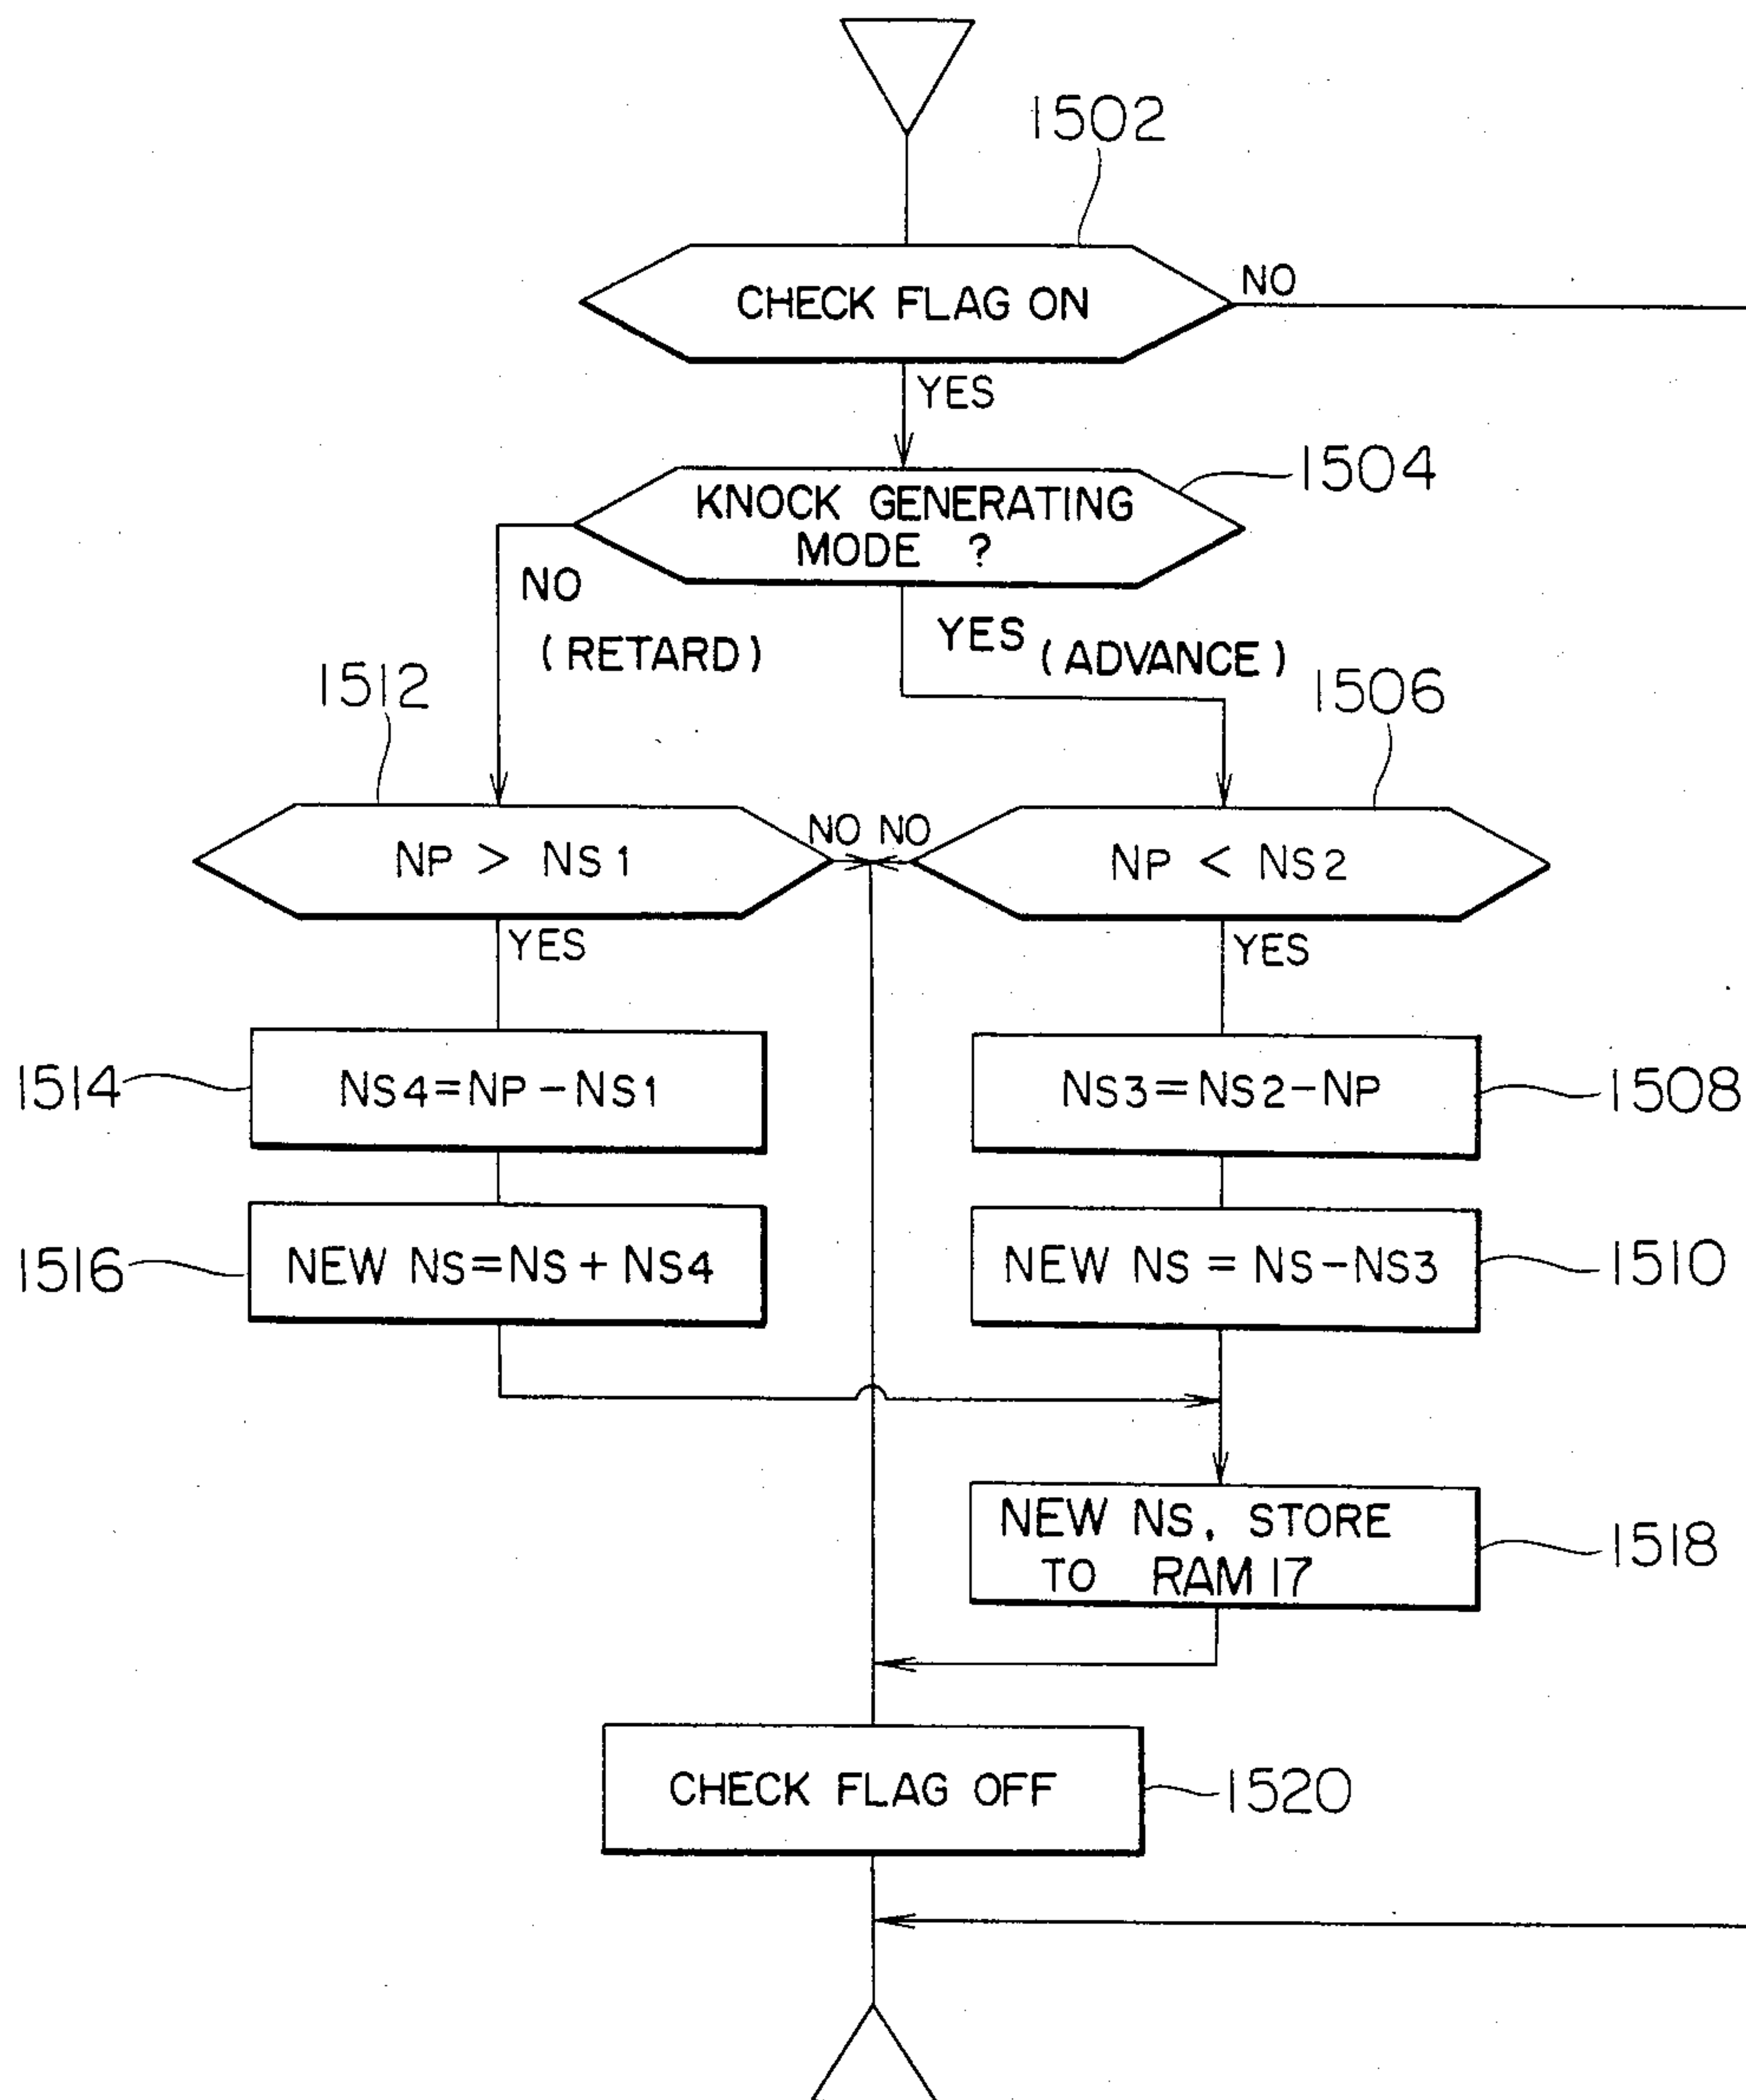 1502
CHECK FLAG ON
NO
YES
1504
KNOCK GENERATING
MODE ?
NO
(RETARD)
YES (ADVANCE)
1512
1506
NP > NS1
NO NO
NP < NS2
YES
YES
1514
NS4=NP-NS1
NS3=NS2-NP
1508
1516
NEW NS=NS+NS4
NEW NS = NS-NS3
1510
NEW NS, STORE
TO RAM 17
1518
CHECK FLAG OFF
1520